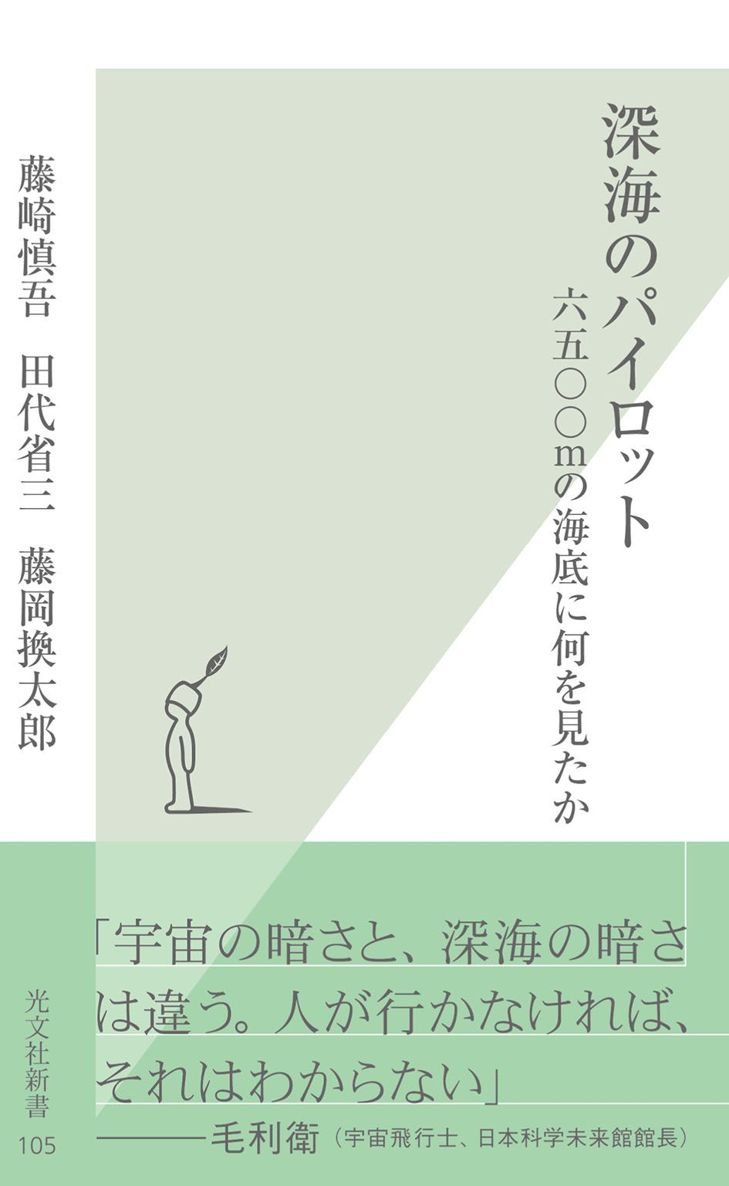 深海のパイロット
六五〇〇mの海底に何を見たか
藤崎慎吾 田代省三 藤岡換太郎
「宇宙の暗さと、深海の暗さ
は違う。人が行かなければ、
それはわからない」
――毛利衛（宇宙飛行士、日本科学未来館館長）
光文社新書
105